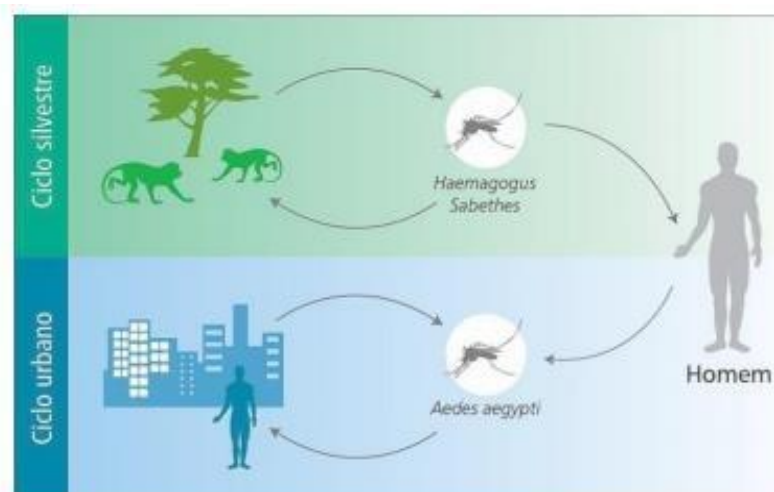 Ciclo silvestre
Haemagogus
Sabethes
Homem
Ciclo urbano
Aedes aegypti